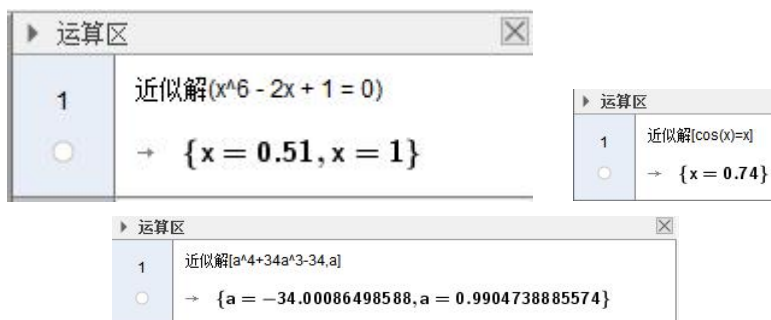 运算区
1
近似解(x^6 - 2x + 1 = 0)
→ {x = 0.51, x = 1}
运算区
1
近似解[cos(x)=x]
→ {x = 0.74}
运算区
1
近似解[a^4+34a^3-34,a]
→ {a = −34.00086498588, a = 0.9904738885574}